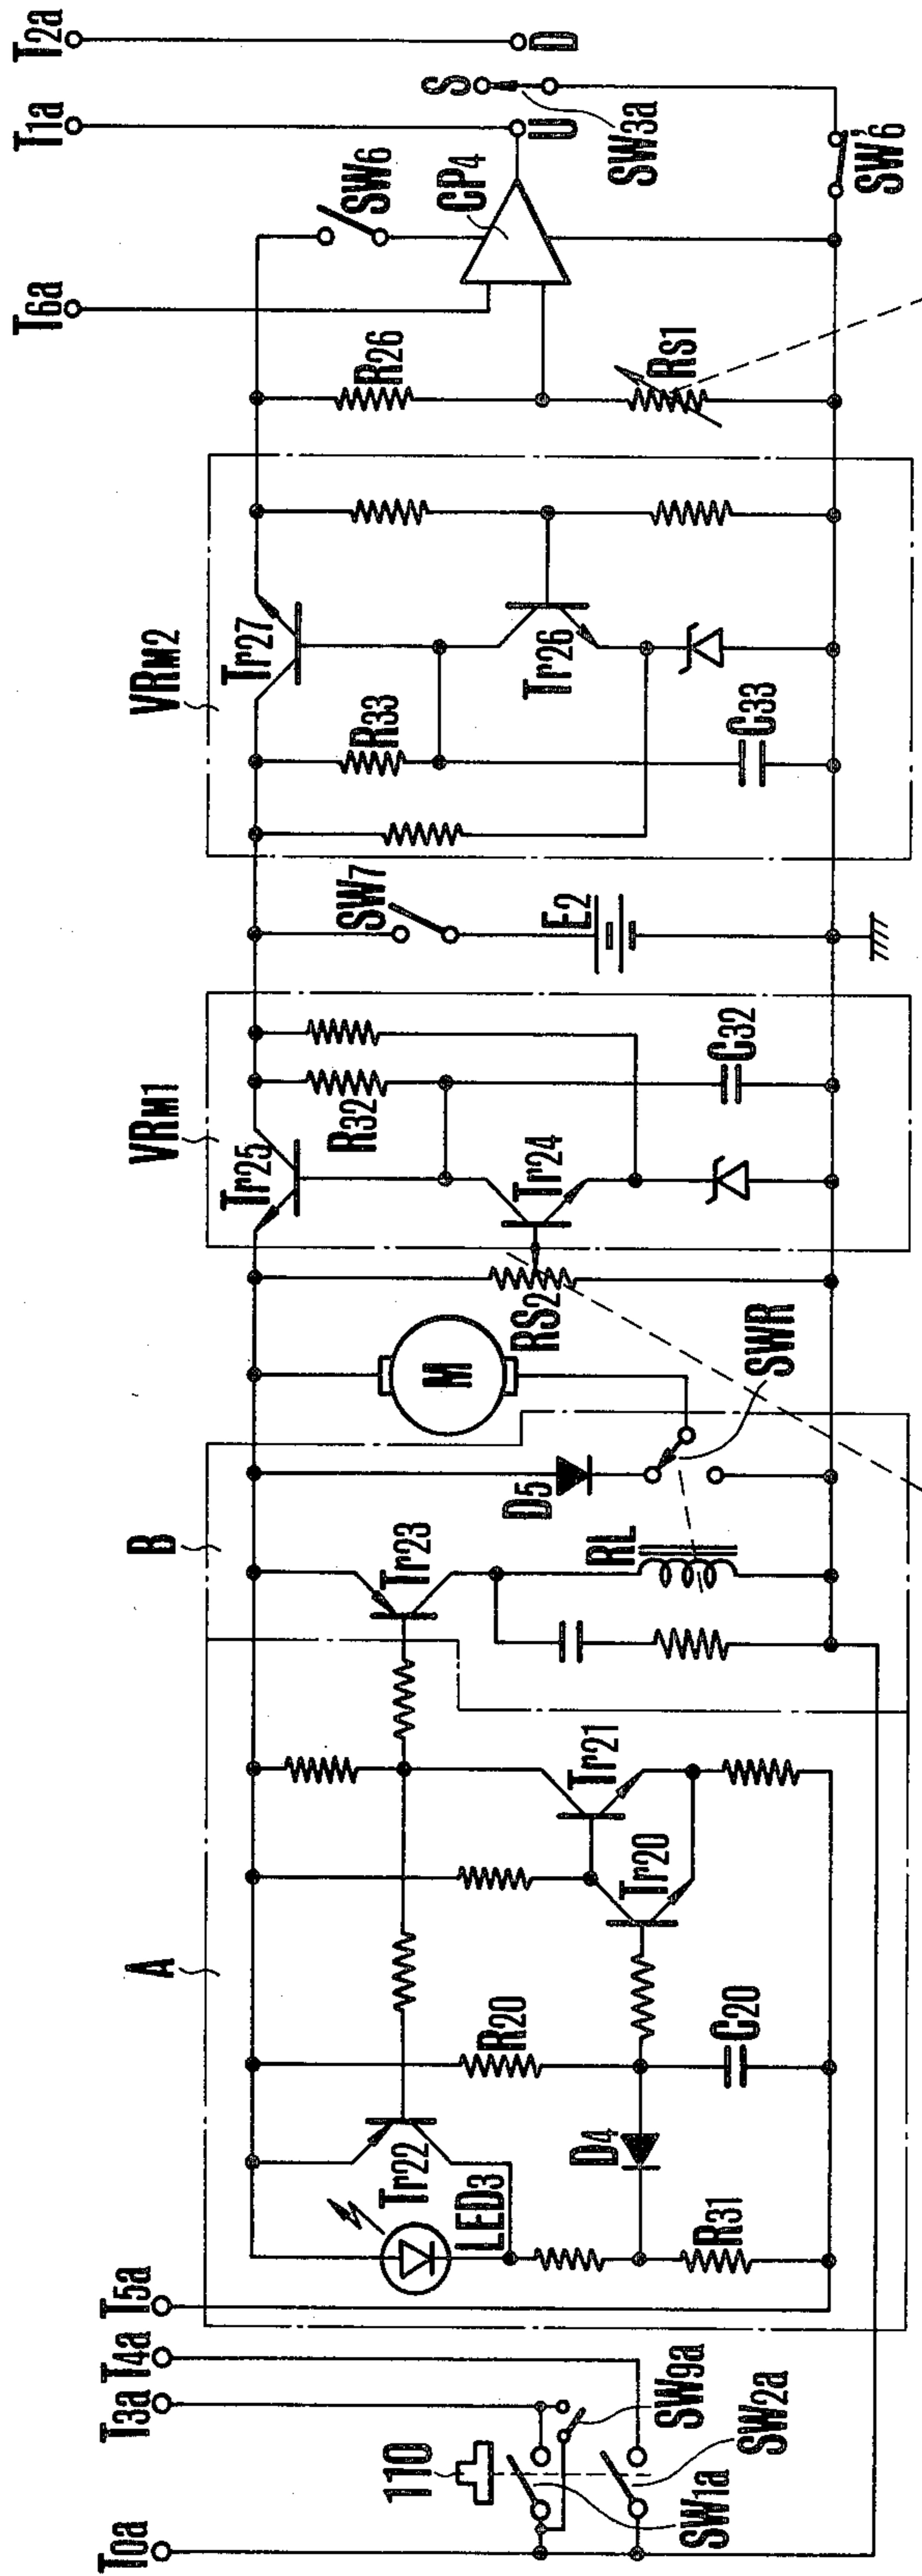 T0a
T3a
T4a
T5a
T6a
T1a
T2a
110
SW1a
SW2a
SW9a
A
LED3
Tr22
D4
R31
R20
C20
Tr20
Tr21
B
Tr23
RL
D5
SWR
M
RS2
VRM1
Tr25
R32
Tr24
C32
SW7
E2
VRM2
Tr27
R33
Tr26
C33
R26
RS1
SW6
CP4
U
S
D
SW3a
SW'6